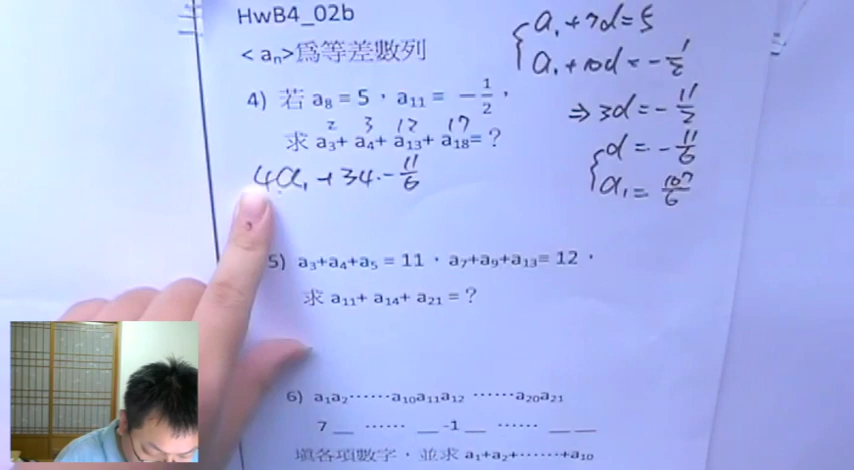 HwB4_02b
<aₙ>為等差數列
4) 若 a₈ = 5，a₁₁ = -1/2，
2 3 12 17
求 a₃+ a₄+ a₁₃+ a₁₈=？
4a₁ + 34·-11/6
a₁+7d=5
a₁+10d=-1/2
⇒3d=-11/2
d=-11/6
a₁=107/6
5) a₃+a₄+a₅ = 11，a₇+a₉+a₁₃= 12，
求 a₁₁+ a₁₄+ a₂₁ =？
6) a₁a₂⋯⋯a₁₀a₁₁a₁₂ ⋯⋯a₂₀a₂₁
7 __ ⋯⋯ __ -1 __ ⋯⋯ __ __
填各項數字，並求 a₁+a₂+⋯⋯+a₁₀